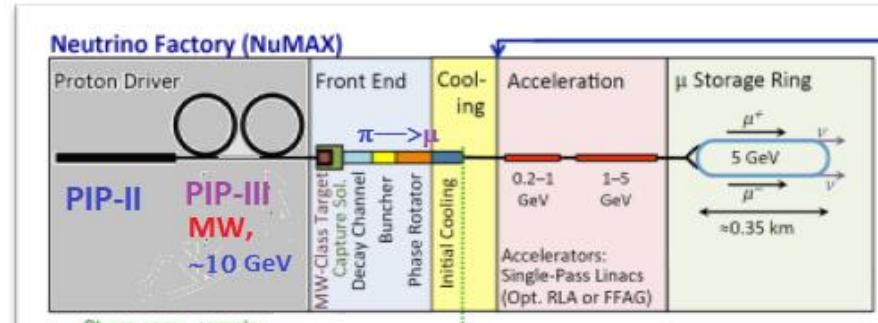 Neutrino Factory (NuMAX)
Proton Driver
PIP-II
PIP-III
MW,
~10 GeV
Front End
π—>μ
MW-Class Target
Capture Sol.
Decay Channel
Buncher
Phase Rotator
Cool-
ing
Initial Cooling
Acceleration
0.2–1
GeV
1–5
GeV
Accelerators:
Single-Pass Linacs
(Opt. RLA or FFAG)
μ Storage Ring
μ+
ν
5 GeV
μ−
ν
≈0.35 km